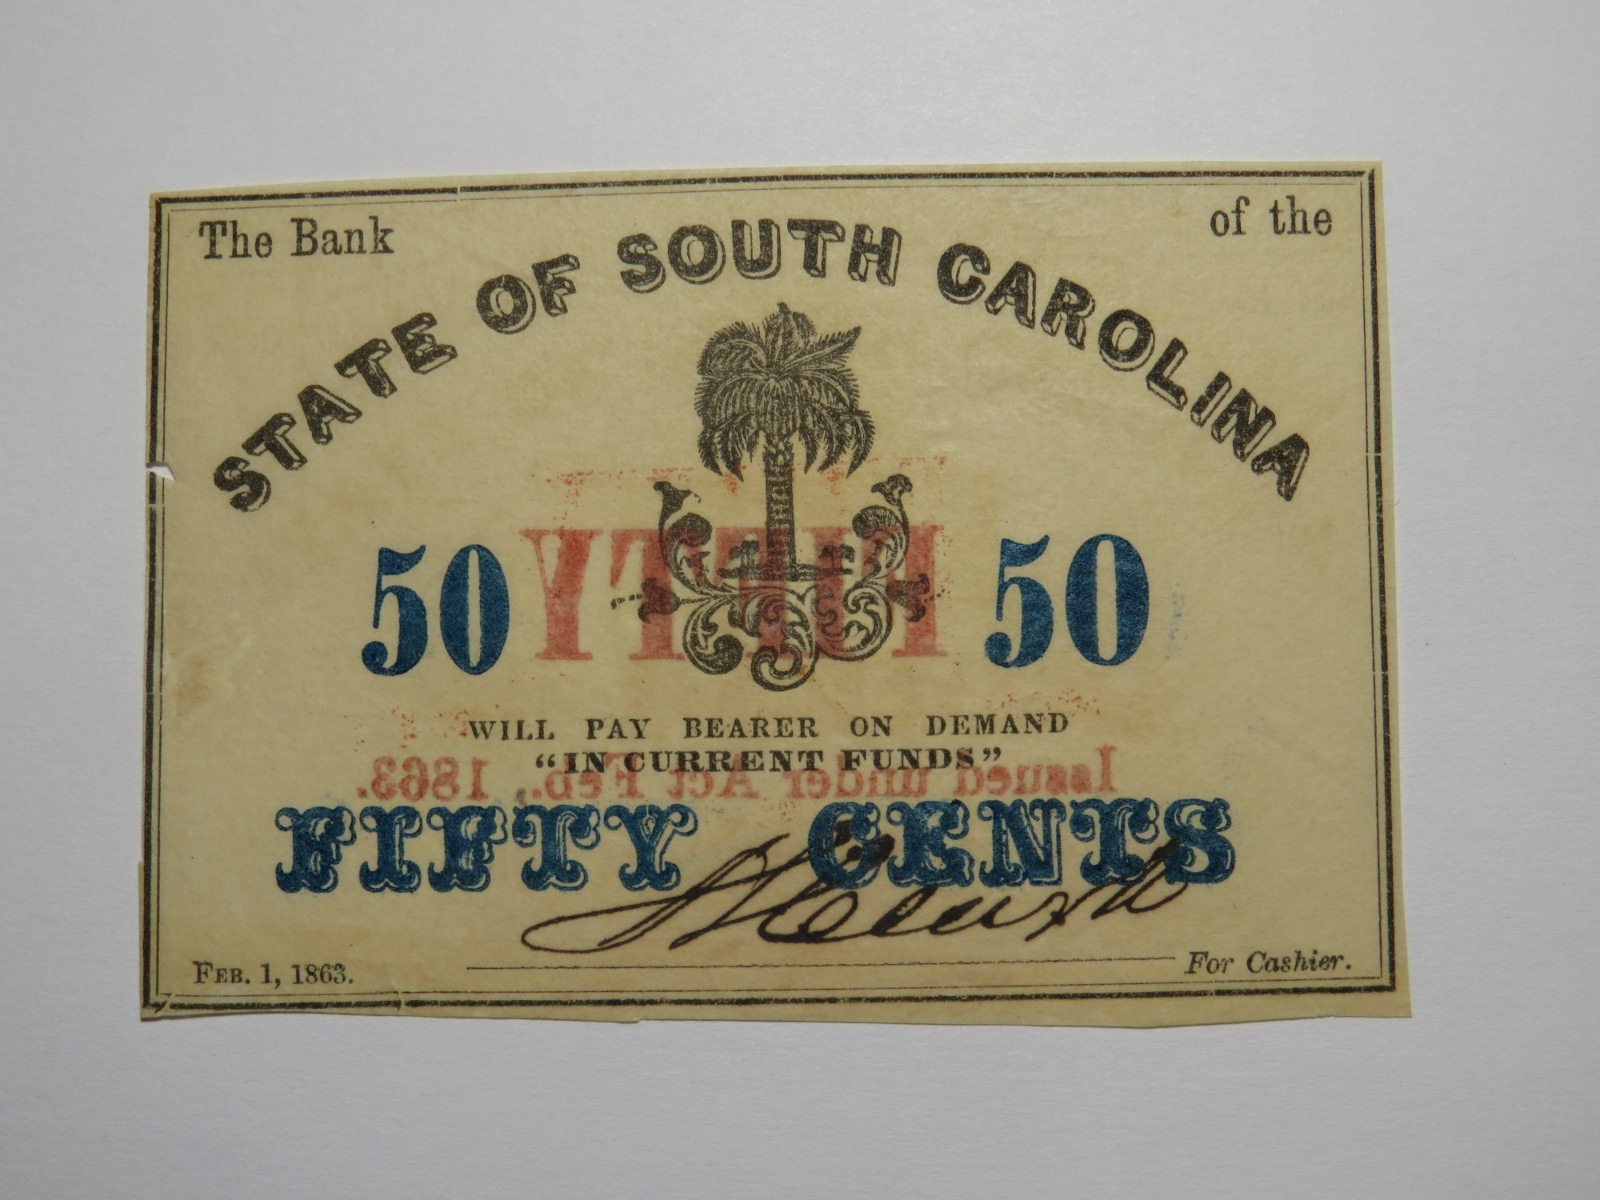 The Bank of the
STATE OF SOUTH CAROLINA
50 FIFTY 50
WILL PAY BEARER ON DEMAND
"IN CURRENT FUNDS"
Issued under Act Feb., 1863.
FIFTY CENTS
FEB. 1, 1863. For Cashier.